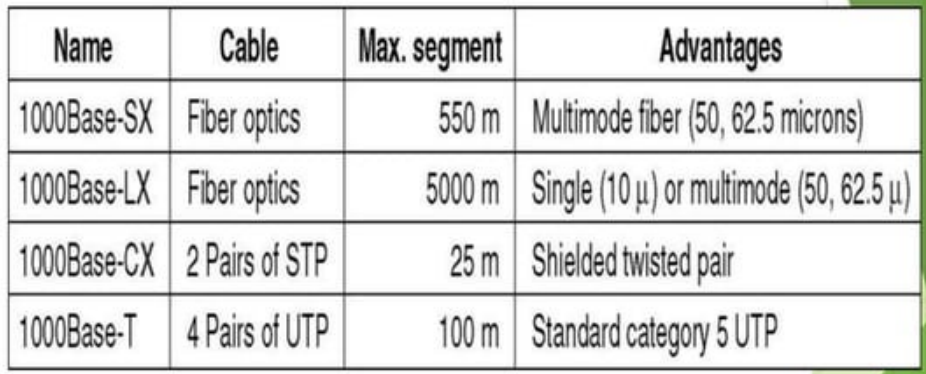 Name Cable Max. segment Advantages
1000Base-SX Fiber optics 550 m Multimode fiber (50, 62.5 microns)
1000Base-LX Fiber optics 5000 m Single (10 µ) or multimode (50, 62.5 µ)
1000Base-CX 2 Pairs of STP 25 m Shielded twisted pair
1000Base-T 4 Pairs of UTP 100 m Standard category 5 UTP